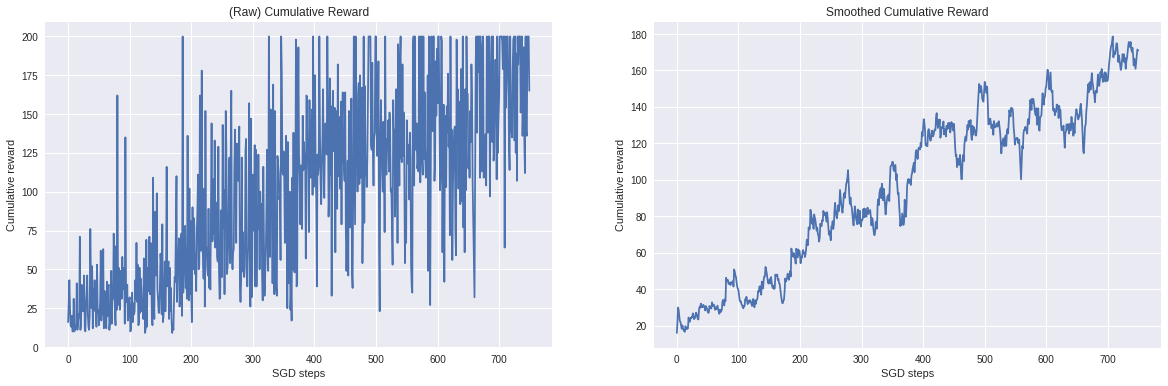 (Raw) Cumulative Reward
Cumulative reward
200
175
150
125
100
75
50
25
0
0 100 200 300 400 500 600 700
SGD steps
Smoothed Cumulative Reward
Cumulative reward
180
160
140
120
100
80
60
40
20
0 100 200 300 400 500 600 700
SGD steps